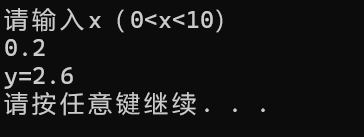 请输入x（0<x<10）
0.2
y=2.6
请按任意键继续. . .